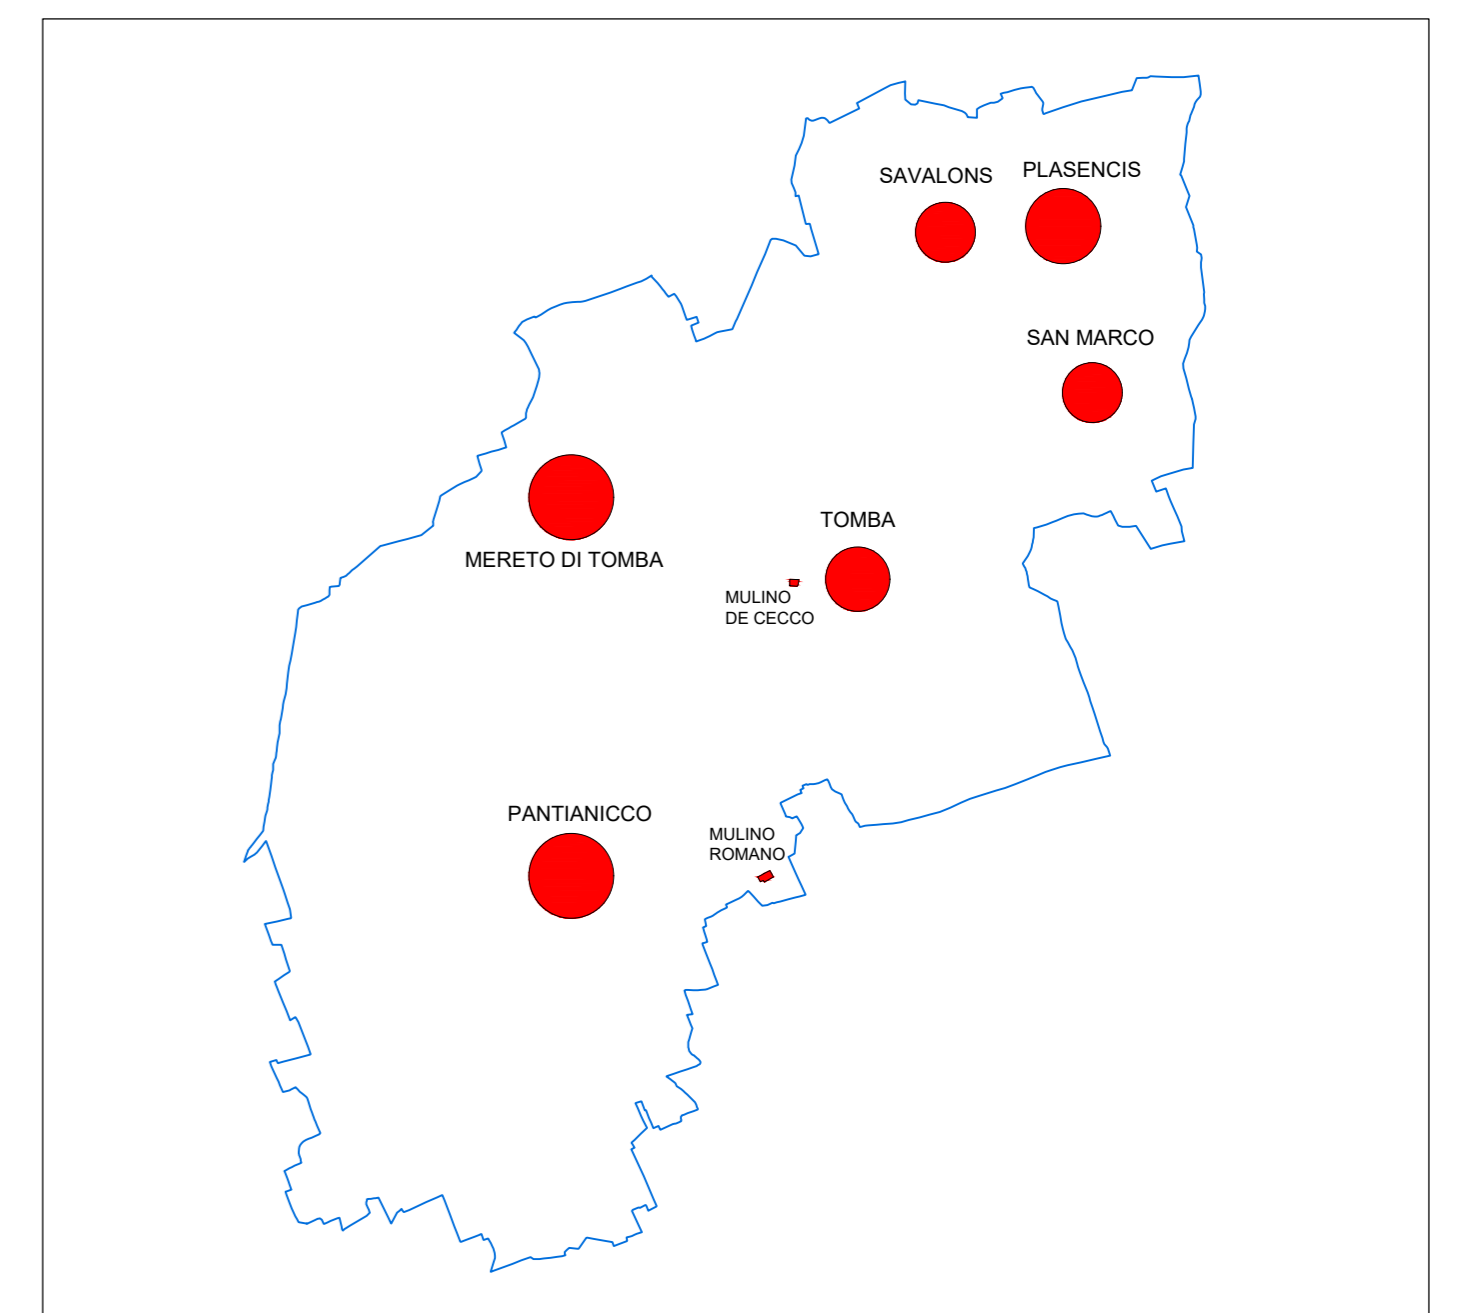 SAVALONS
PLASENCIS
SAN MARCO
TOMBA
MERETO DI TOMBA
MULINO
DE CECCO
PANTIANICCO
MULINO
ROMANO